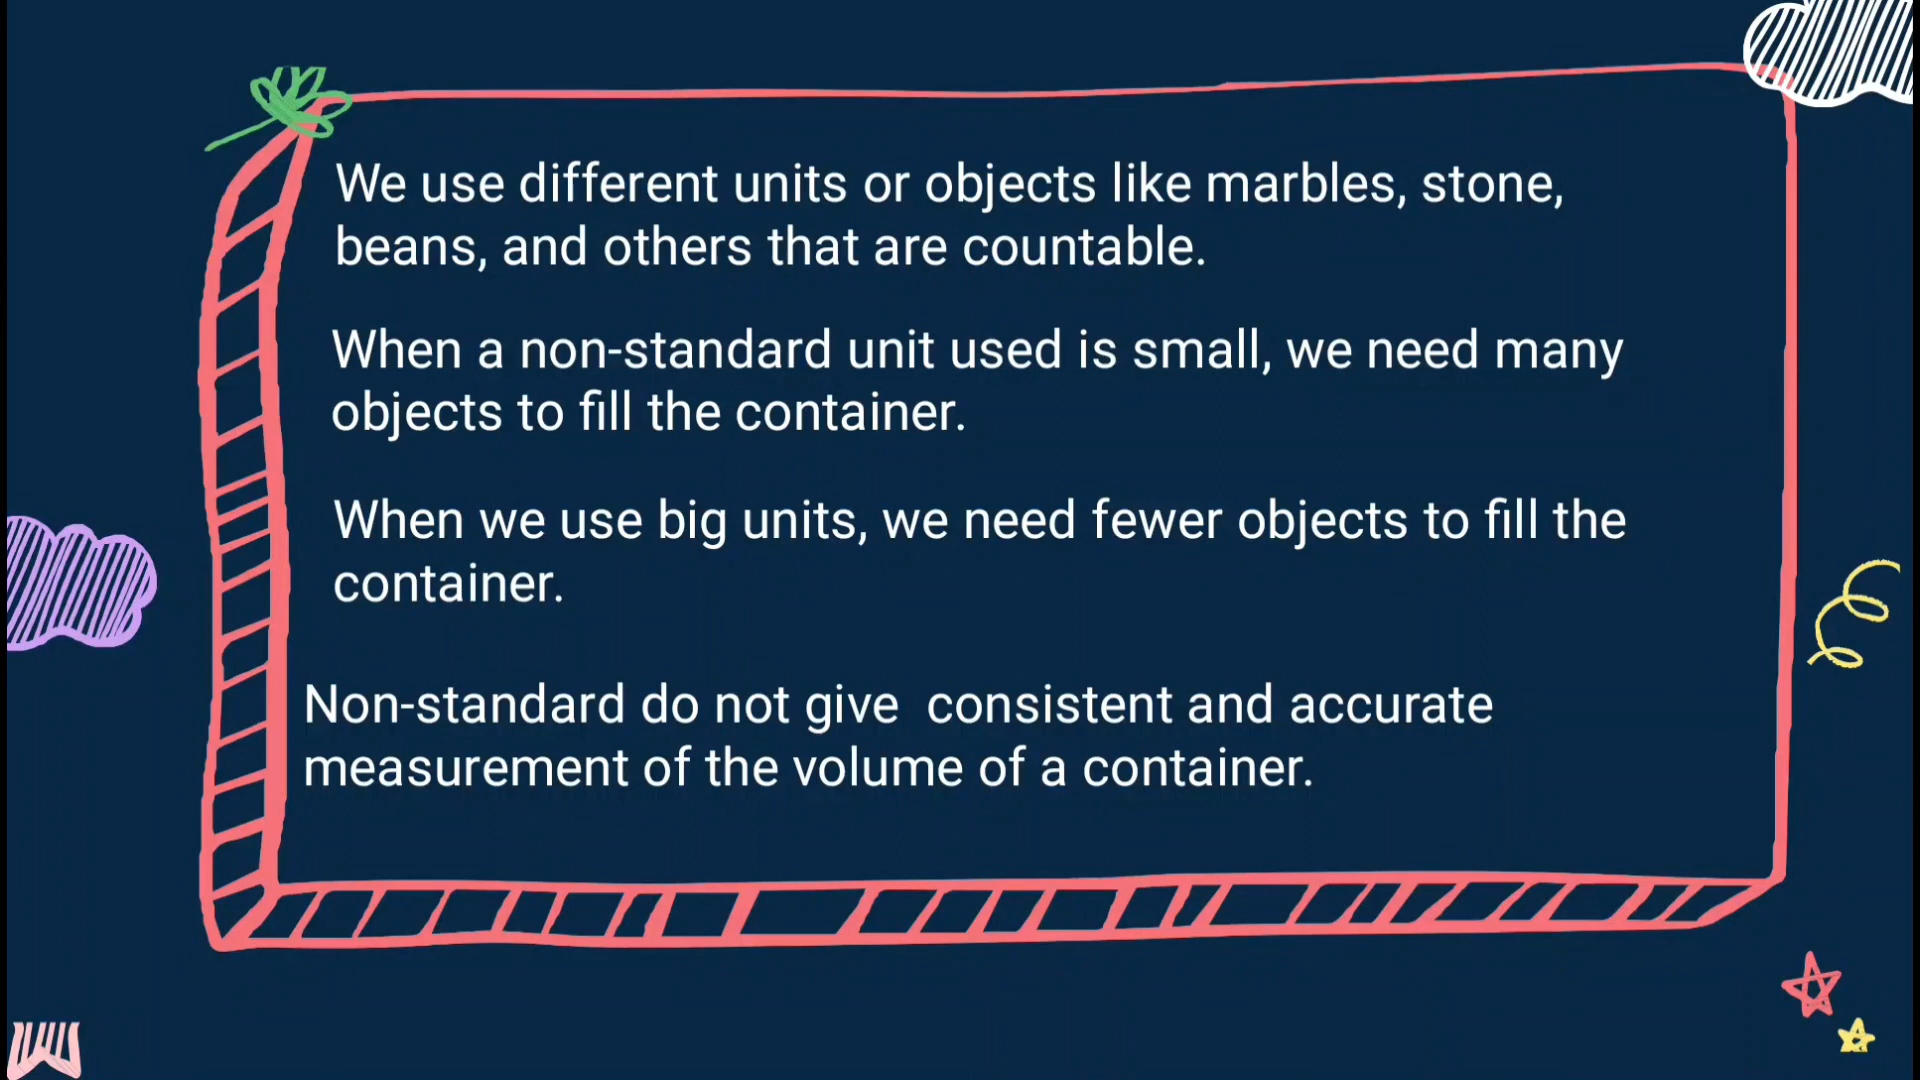 We use different units or objects like marbles, stone,
beans, and others that are countable.
When a non-standard unit used is small, we need many
objects to fill the container.
When we use big units, we need fewer objects to fill the
container.
Non-standard do not give  consistent and accurate
measurement of the volume of a container.